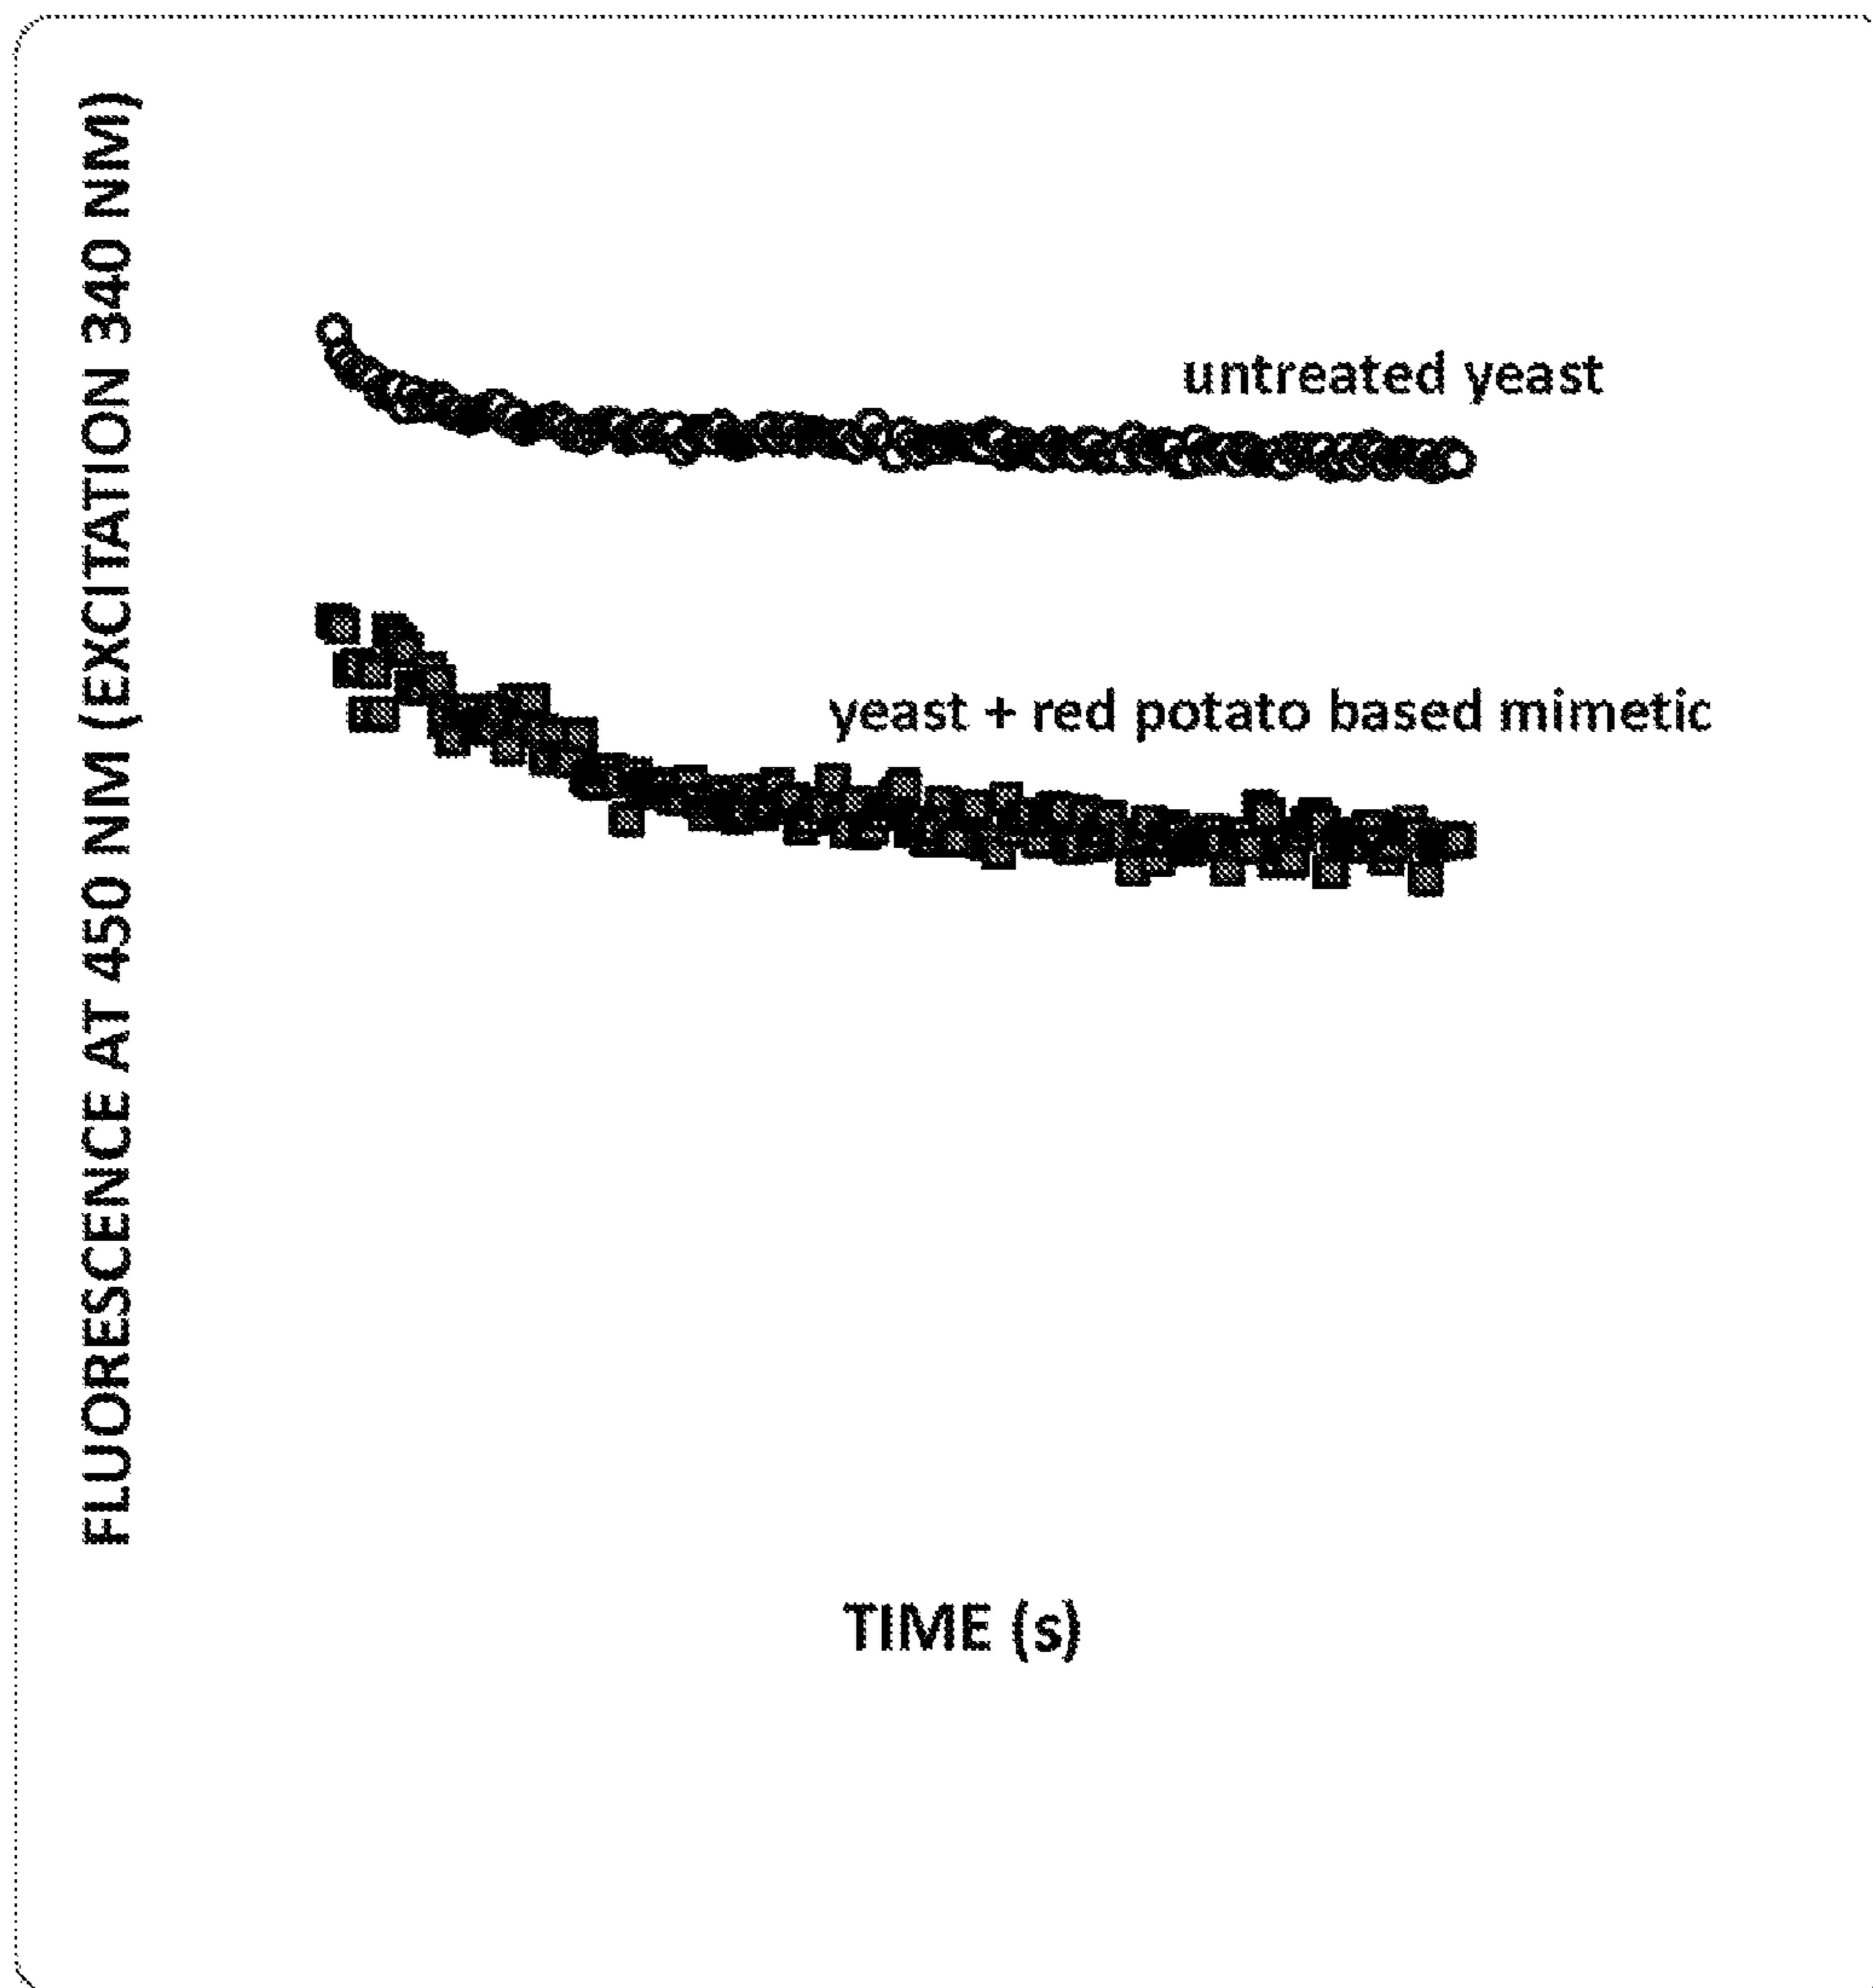 FLUORESCENCE AT 450 NM (EXCITATION 340 NM)
untreated yeast
yeast + red potato based mimetic
TIME (s)